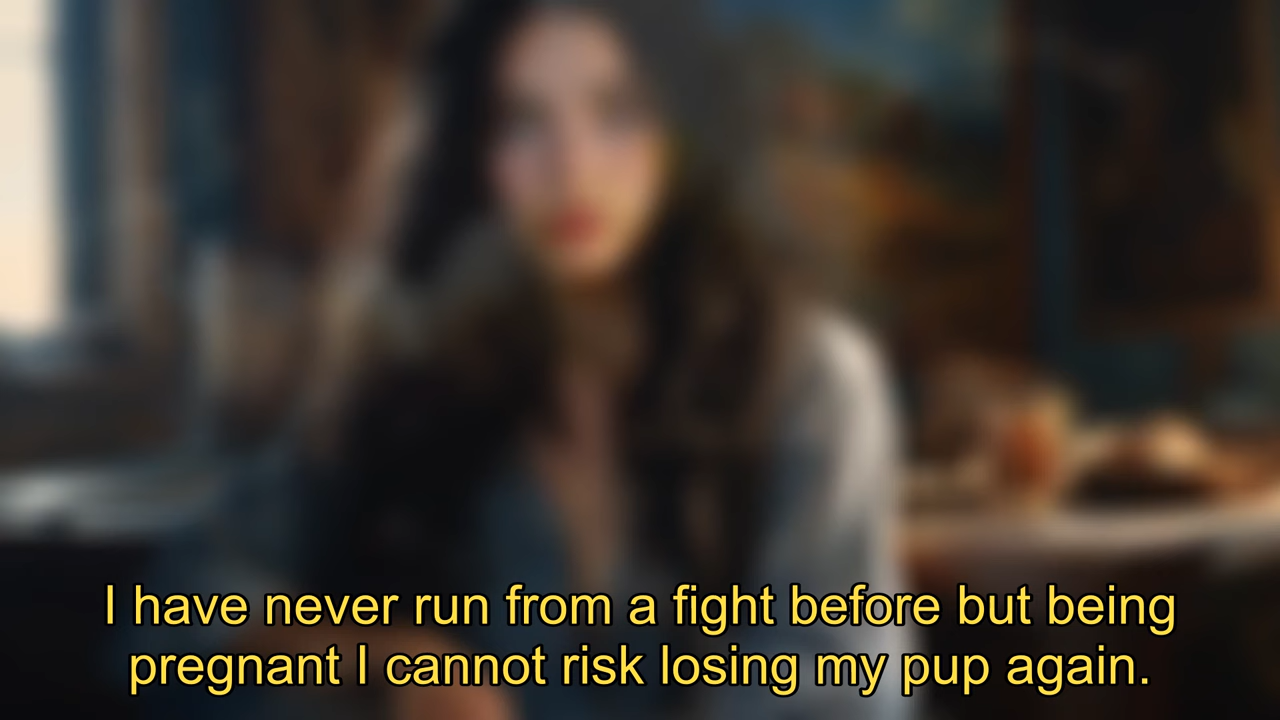 I have never run from a fight before but being
pregnant I cannot risk losing my pup again.